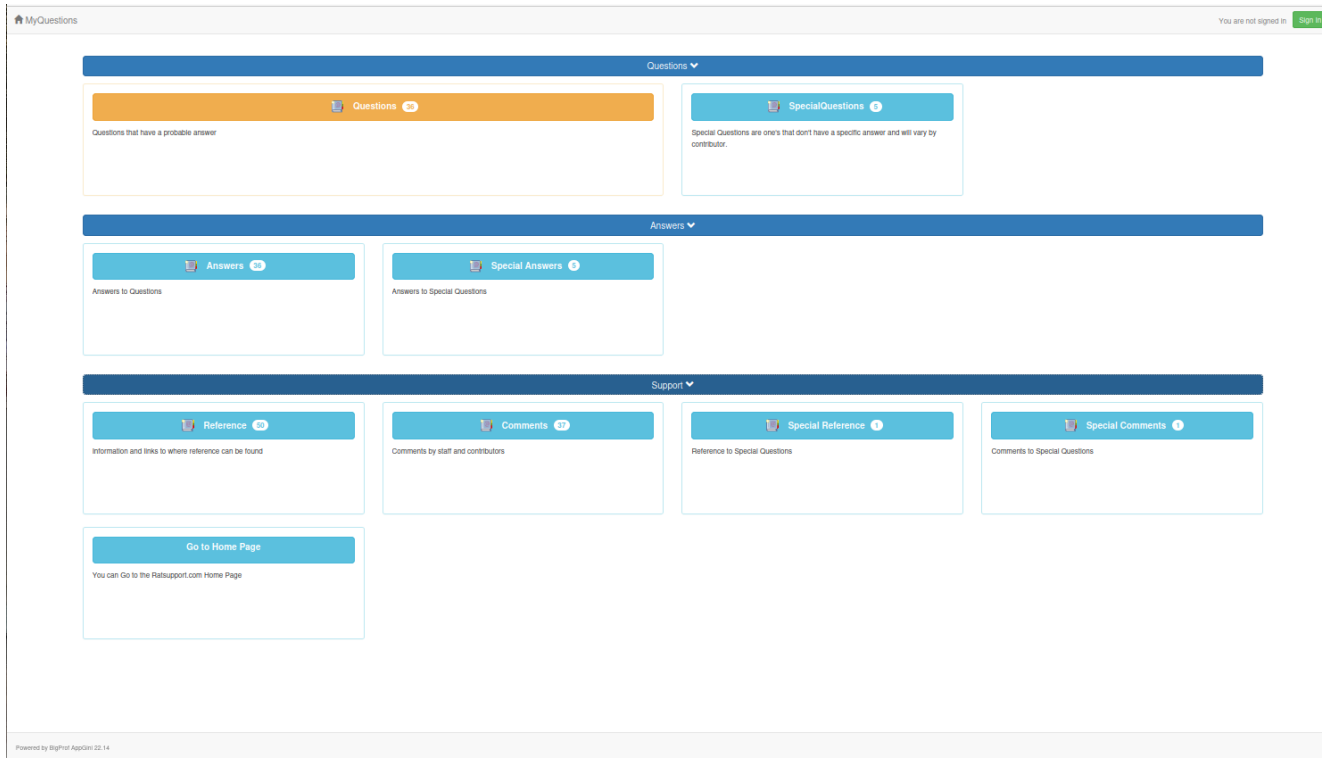 MyQuestions
You are not signed in Sign In
Questions
Questions 36
SpecialQuestions 5
Questions that have a probable answer
Special Questions are one's that don't have a specific answer and will vary by
contributor.
Answers
Answers 36
Special Answers 5
Answers to Questions
Answers to Special Questions
Support
Reference 50
Comments 37
Special Reference 1
Special Comments 1
Information and links to where reference can be found
Comments by staff and contributors
Reference to Special Questions
Comments to Special Questions
Go to Home Page
You can Go to the Ratsupport.com Home Page
Powered by BigProf AppGini 22.14